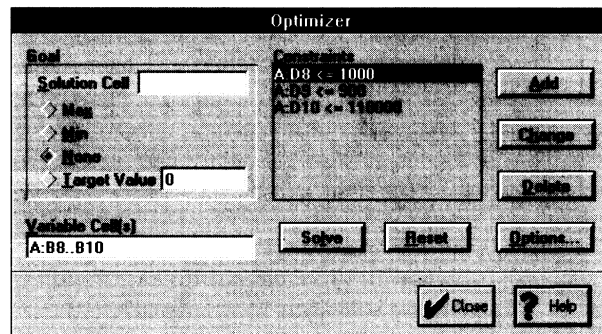 Optimizer
Goal
Solution Cell
Max
Min
None
Target Value 0
Variable Cell(s)
A:B8..B10
Constraints
A:D8 <= 1000
A:D9 <= 900
A:D10 <= 110000
Add
Change
Delete
Solve
Reset
Options...
Close
Help